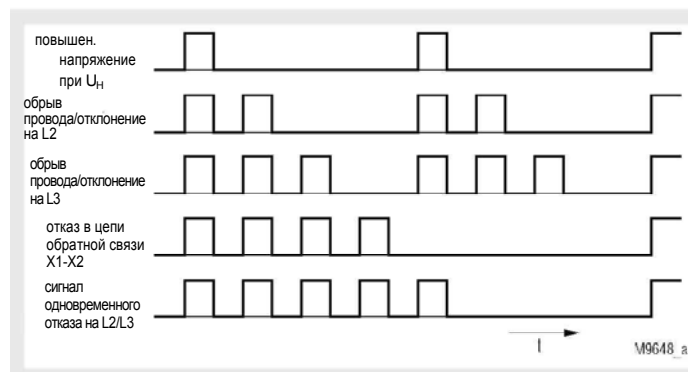 повышен.
напряжение
при UH
обрыв
провода/отклонение
на L2
обрыв
провода/отклонение
на L3
отказ в цепи
обратной связи
X1-X2
сигнал
одновременного
отказа на L2/L3
M9648_a